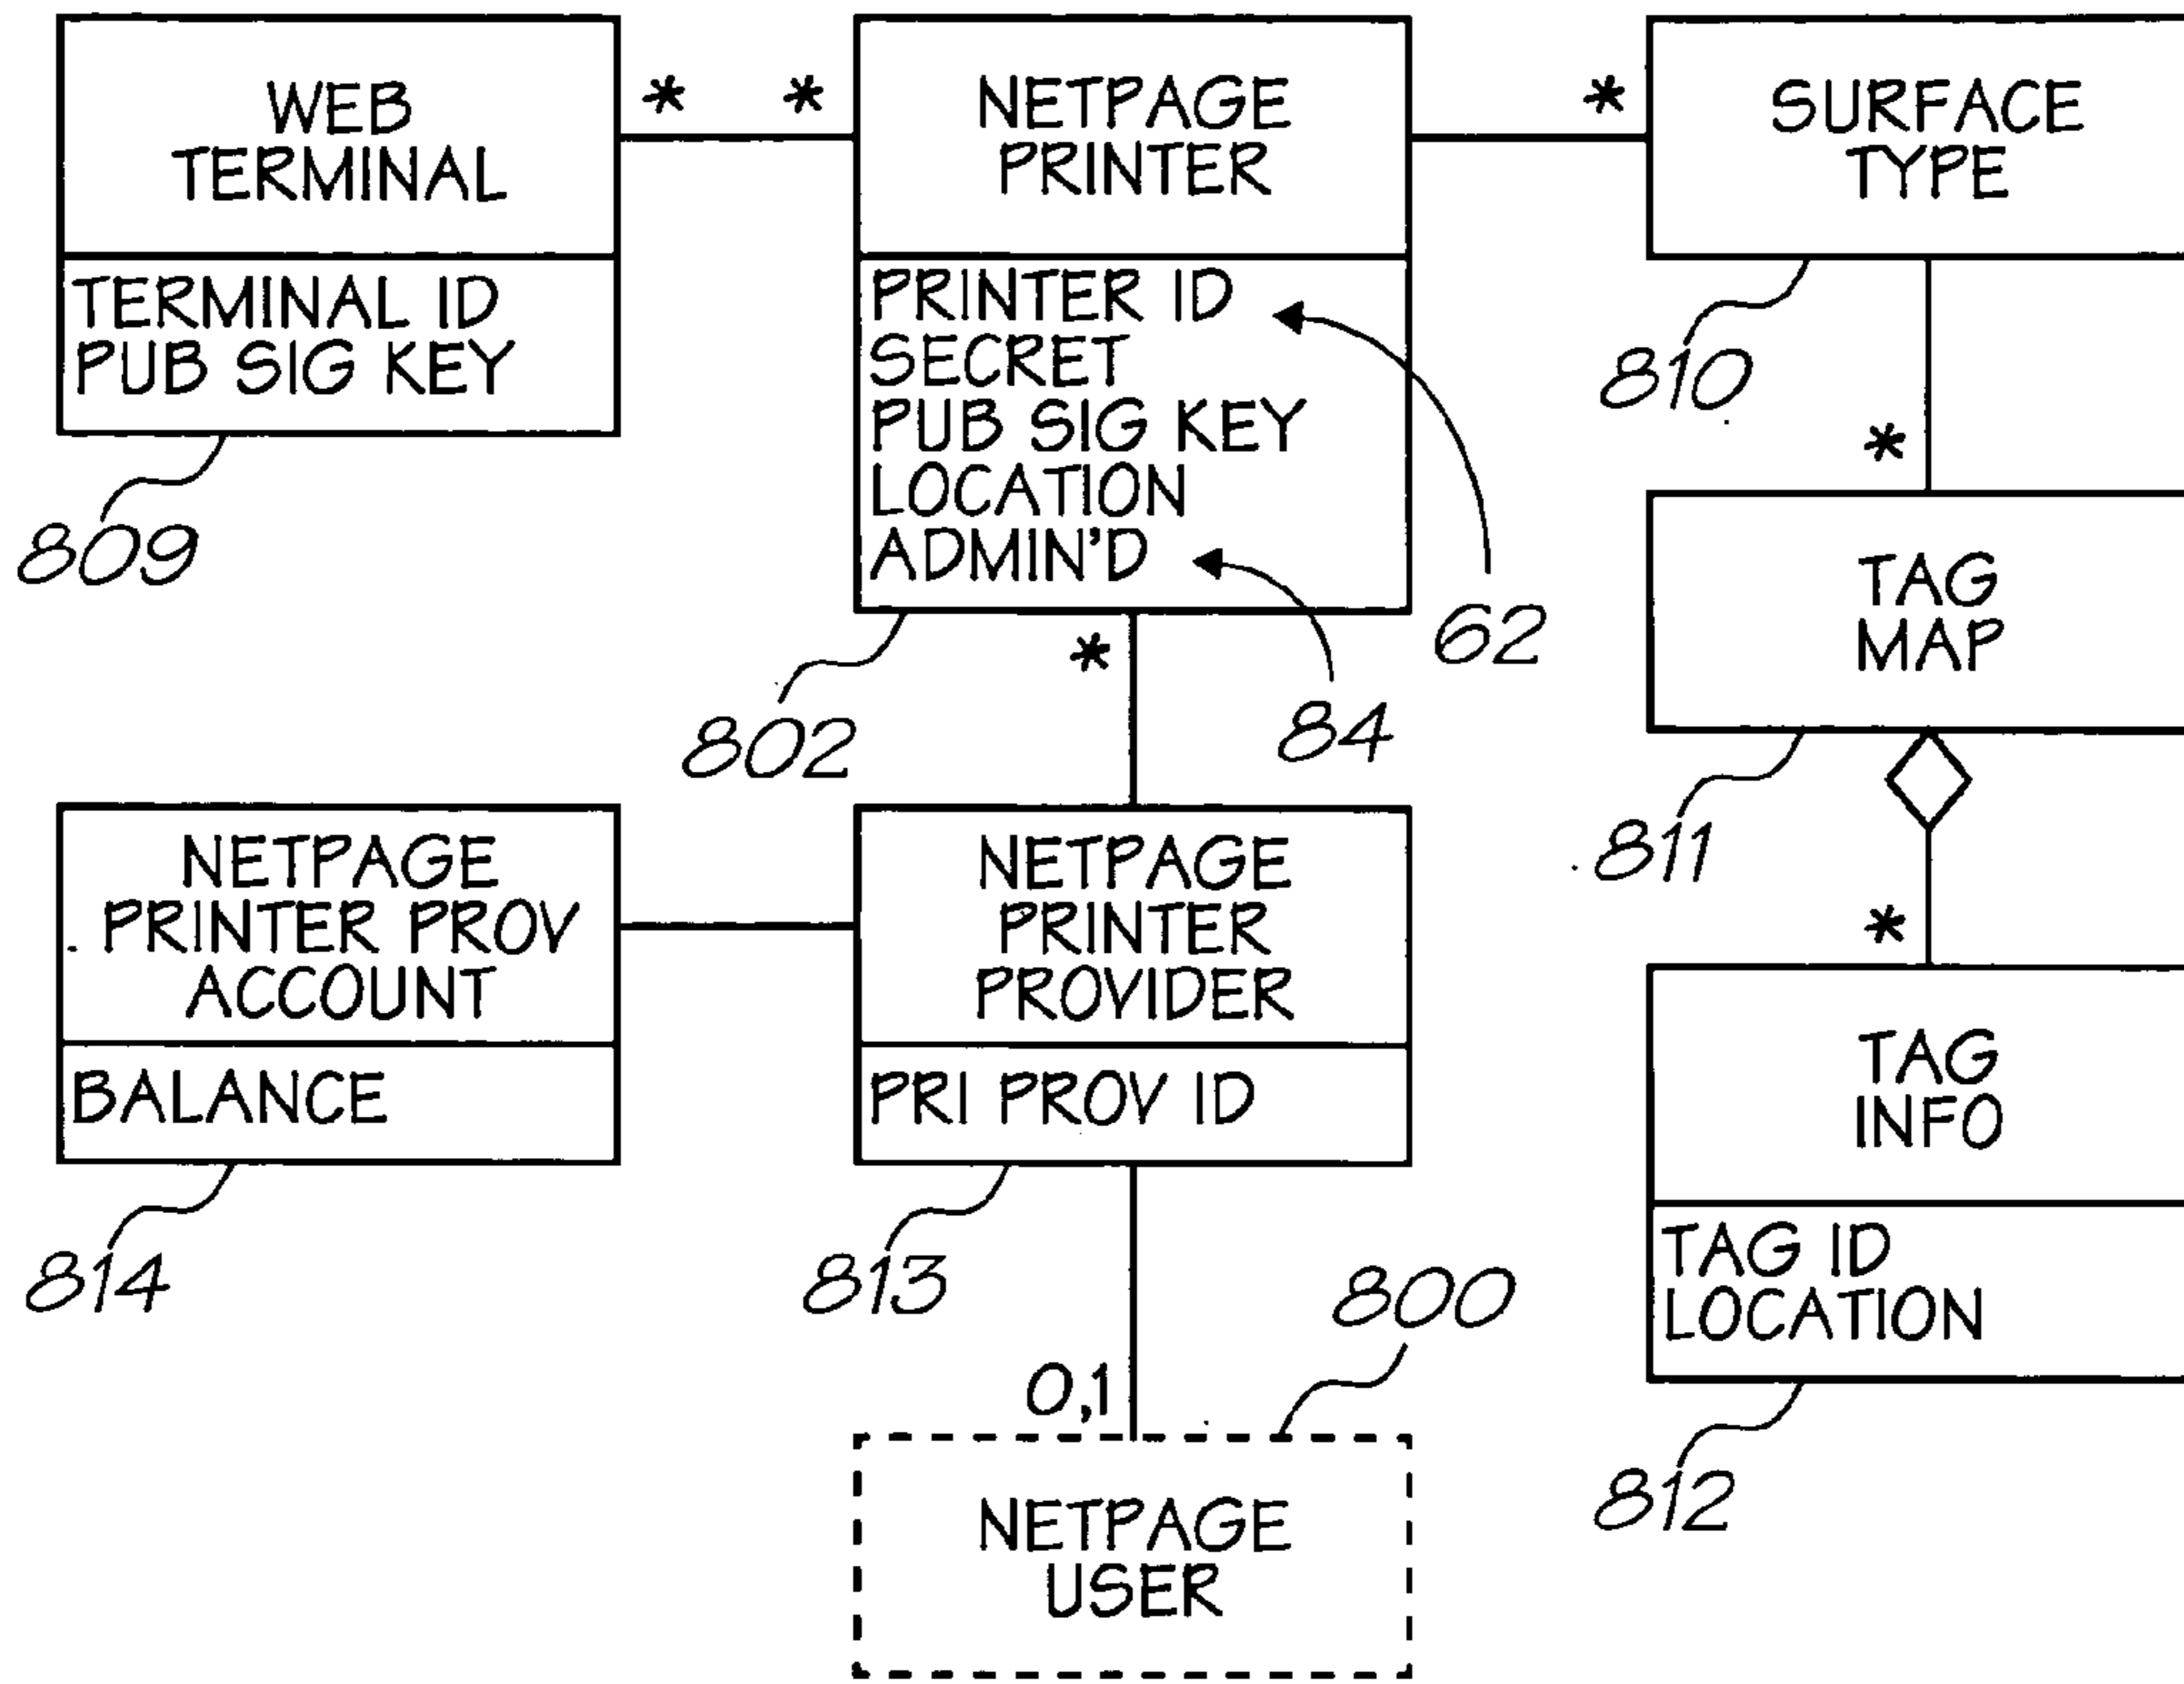 WEB
TERMINAL
TERMINAL ID
PUB SIG KEY
809
* *
NETPAGE
PRINTER
PRINTER ID
SECRET
PUB SIG KEY
LOCATION
ADMIN'D
62
84
802
*
*
SURFACE
TYPE
810
*
TAG
MAP
811
*
TAG
INFO
TAG ID
LOCATION
812
NETPAGE
PRINTER PROV
ACCOUNT
BALANCE
814
NETPAGE
PRINTER
PROVIDER
PRI PROV ID
813
800
0,1
NETPAGE
USER